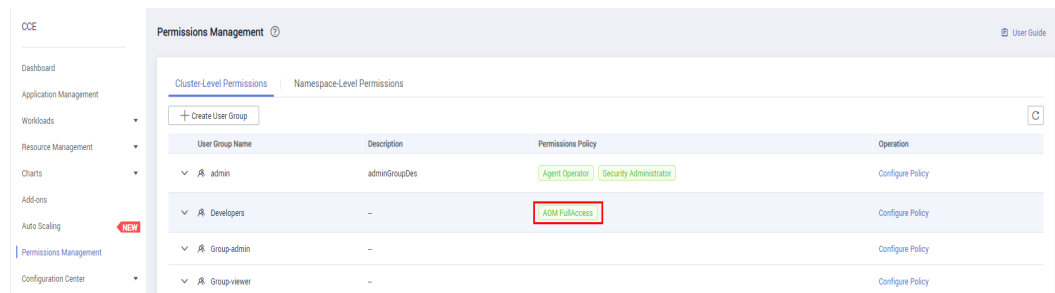 CCE
Dashboard
Application Management
Workloads
Resource Management
Charts
Add-ons
Auto Scaling NEW
Permissions Management
Configuration Center
Permissions Management ?
User Guide
Cluster-Level Permissions Namespace-Level Permissions
+ Create User Group
User Group Name Description Permissions Policy Operation
admin adminGroupDes Agent Operator Security Administrator Configure Policy
Developers – AOM FullAccess Configure Policy
Group-admin – Configure Policy
Group-viewer – Configure Policy